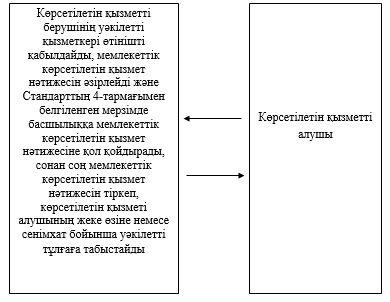 Көрсетілетін қызметті
берушінің уәкілетті
қызметкері өтінішті
қабылдайды, мемлекеттік
көрсетілетін қызмет
нәтижесін әзірлейді және
Стандарттың 4-тармағымен
белгіленген мерзімде
басшылыққа мемлекеттік
көрсетілетін қызмет
нәтижесіне қол қойдырады,
сонан соң мемлекеттік
көрсетілетін қызмет
нәтижесін тіркеп,
көрсетілетін қызметі
алушының жеке өзіне немесе
сенімхат бойынша уәкілетті
тұлғаға табыстайды
Көрсетілетін қызметті
алушы